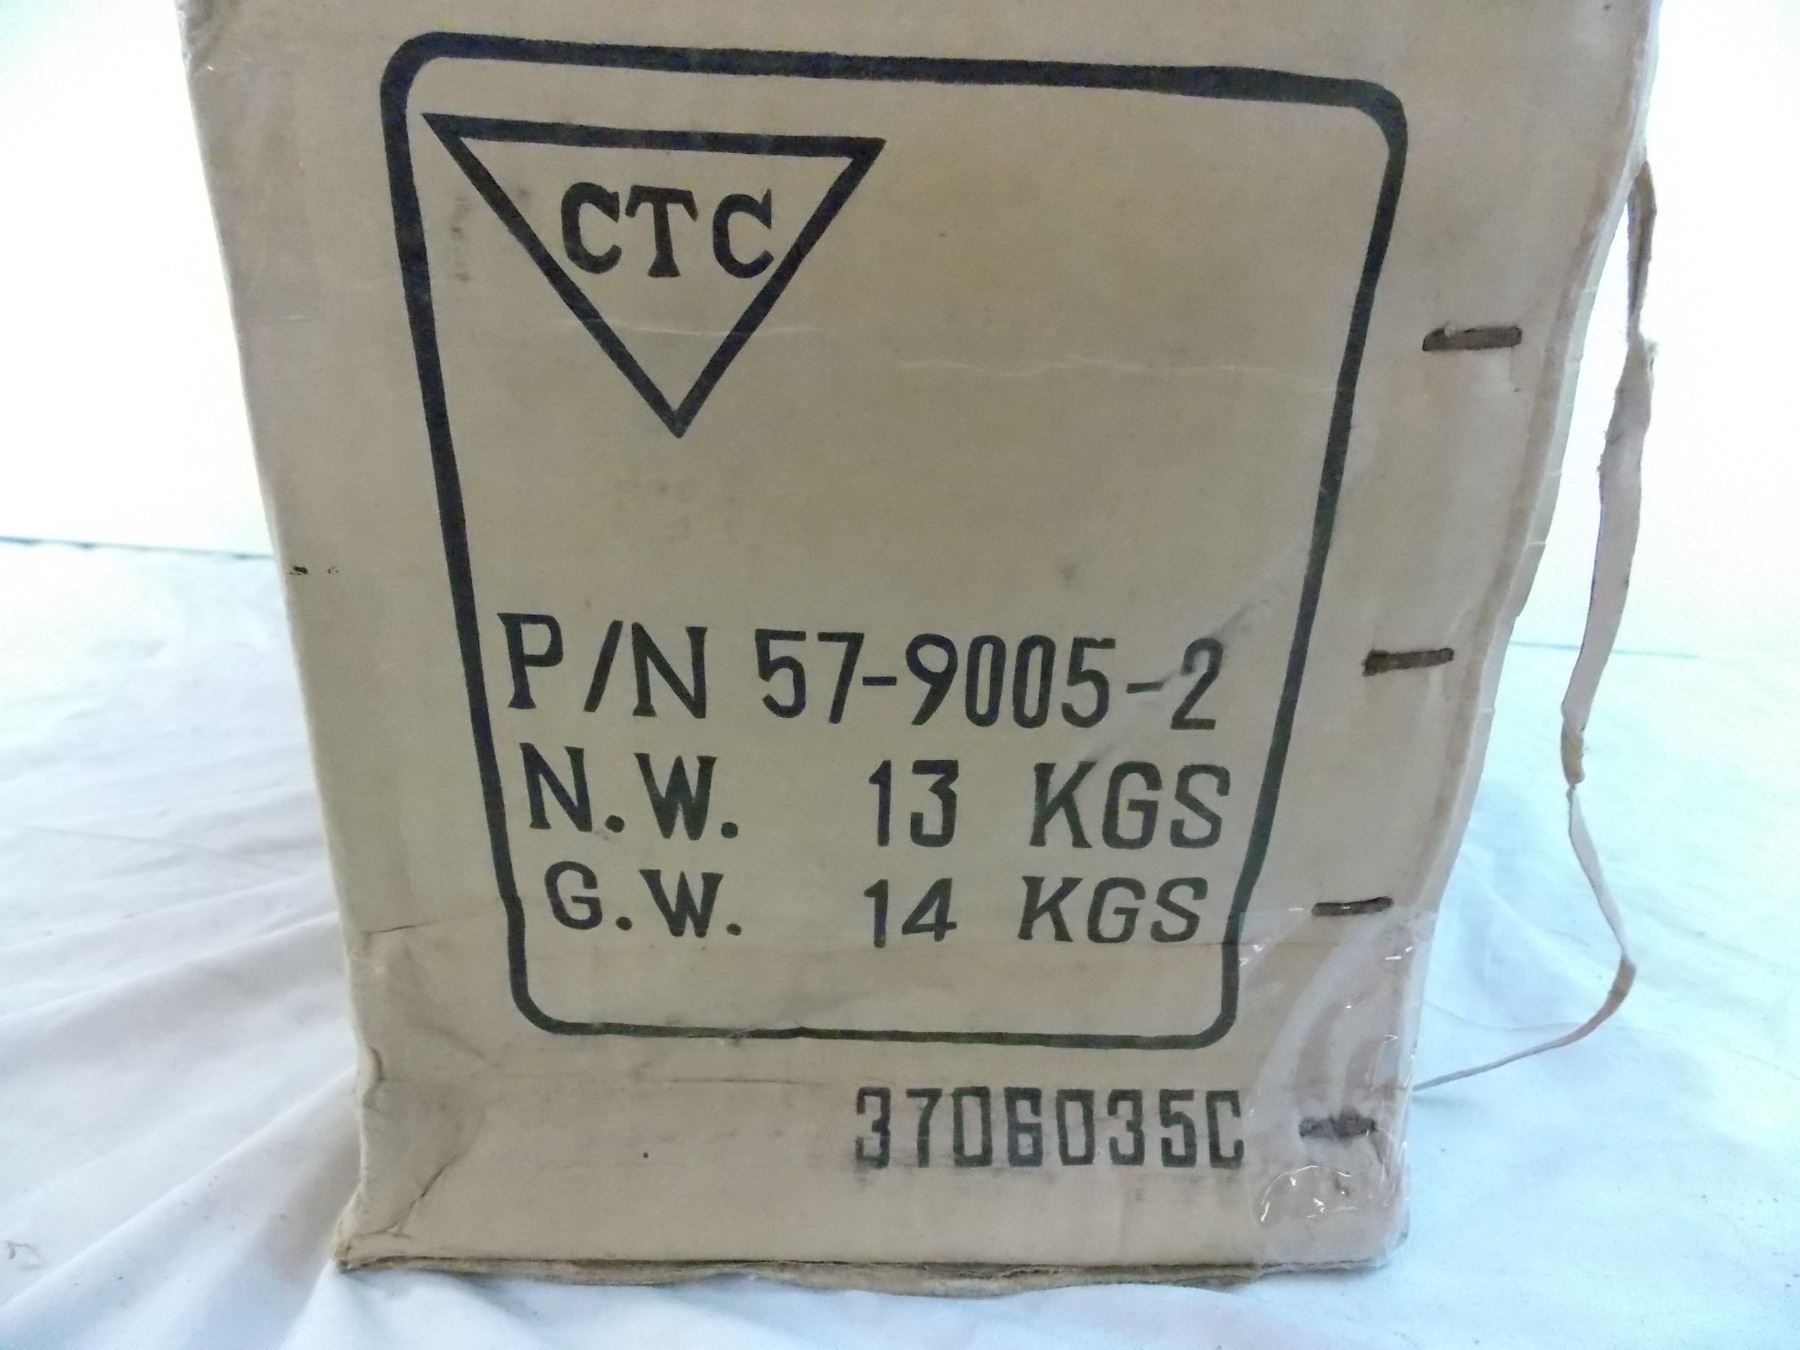 CTC
P/N 57-9005-2
N.W. 13 KGS
G.W. 14 KGS
3706035C